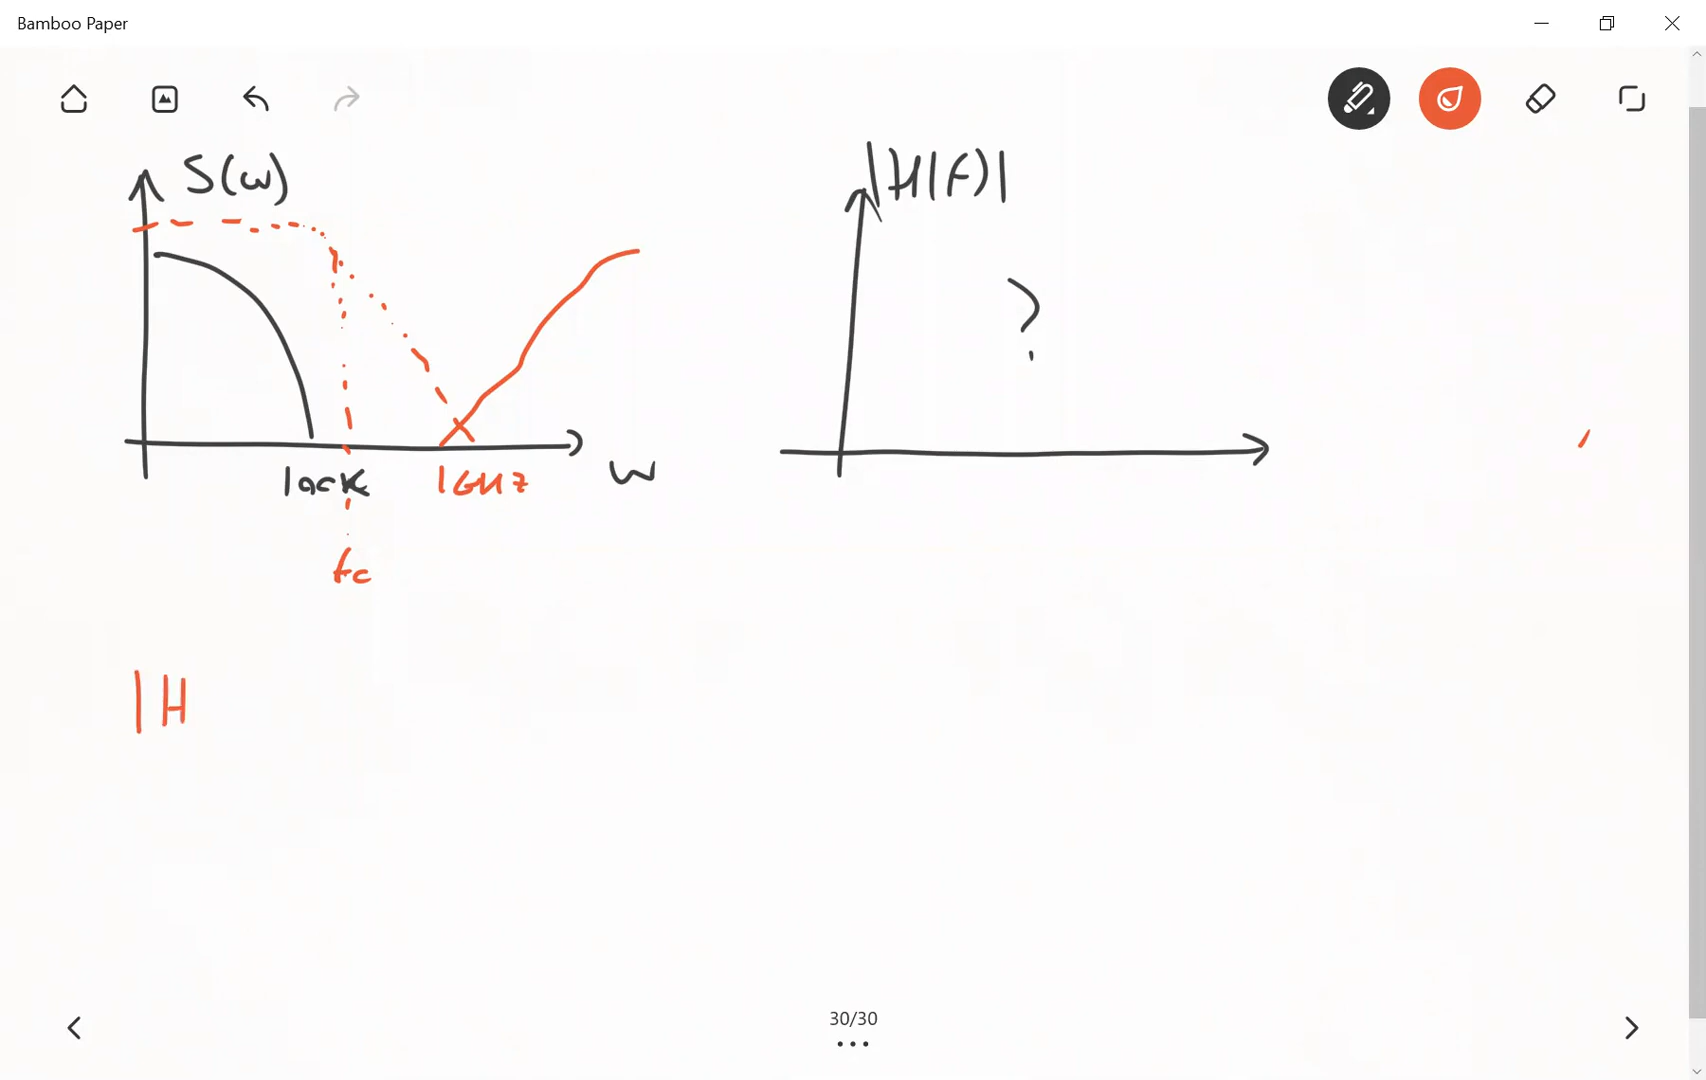 Bamboo Paper
S(w)
|H(f)|
?
100K
1GHz
w
fc
|H
30/30